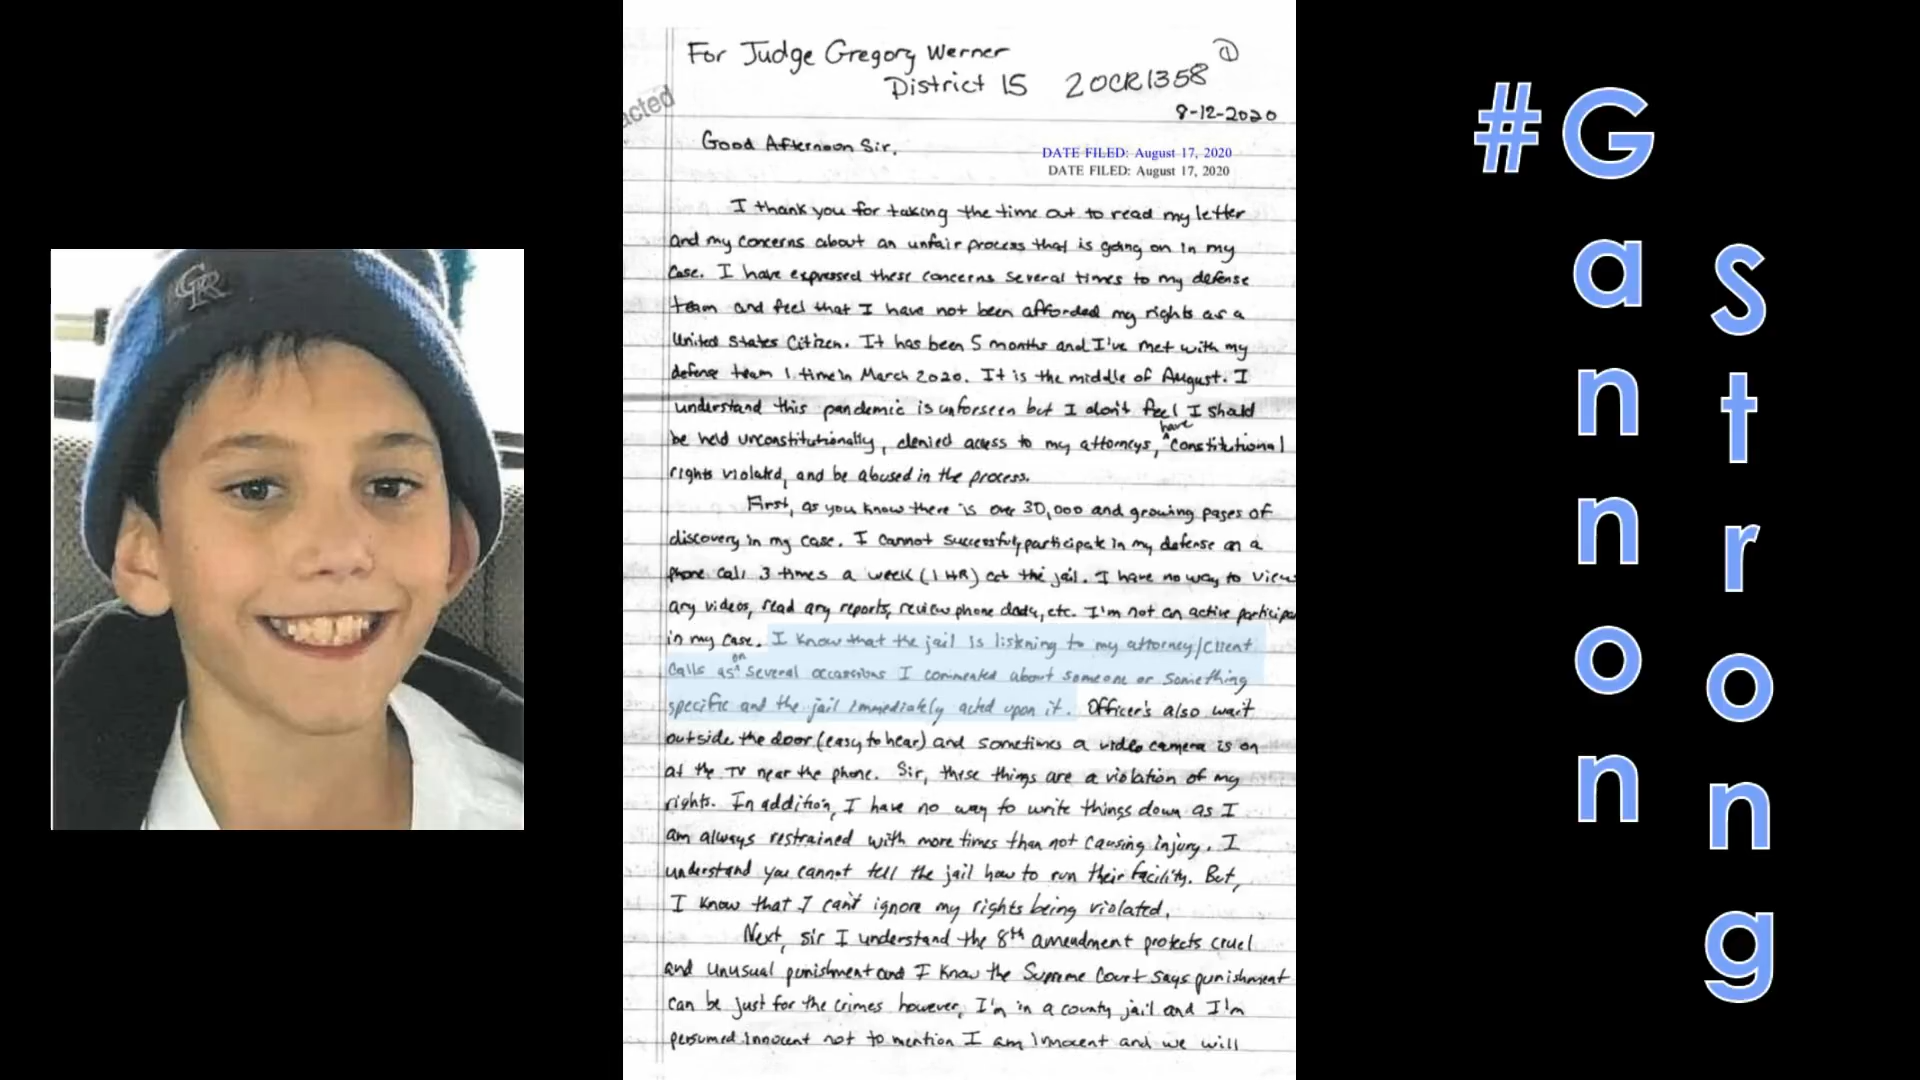 GR
For Judge Gregory Werner
①
District 15 20CR1358
acted
8-12-2020
Good Afternoon Sir,
DATE FILED: August 17, 2020
DATE FILED: August 17, 2020
I thank you for taking the time out to read my letter
and my concerns about an unfair process that is going on in my
case. I have expressed these concerns several times to my defense
team and feel that I have not been afforded my rights as a
United States Citizen. It has been 5 months and I've met with my
defense team 1 time in March 2020. It is the middle of August. I
understand this pandemic is unforseen but I don't feel I should
be held unconstitutionally, denied access to my attorneys, have constitutional
rights violated, and be abused in the process.
First, as you know there is over 30,000 and growing pages of
discovery in my case. I cannot successfully participate in my defense on a
phone call 3 times a week (1 HR) at the jail. I have no way to view
any videos, read any reports, review phone data, etc. I'm not an active participa
in my case. I know that the jail is listening to my attorney/client
calls as on several occassions I commented about someone or something
specific and the jail immediately acted upon it. Officer's also wait
outside the door (easy to hear) and sometimes a video camera is on
at the TV near the phone. Sir, these things are a violation of my
rights. In addition, I have no way to write things down as I
am always restrained with more times than not causing injury. I
understand you cannot tell the jail how to run their facility. But,
I know that I can't ignore my rights being violated.
Next, sir I understand the 8th amendment protects cruel
and unusual punishment and I know the Supreme Court says punishment
can be just for the crimes however, I'm in a county jail and I'm
persumed innocent not to mention I am innocent and we will
#Gannon
Strong